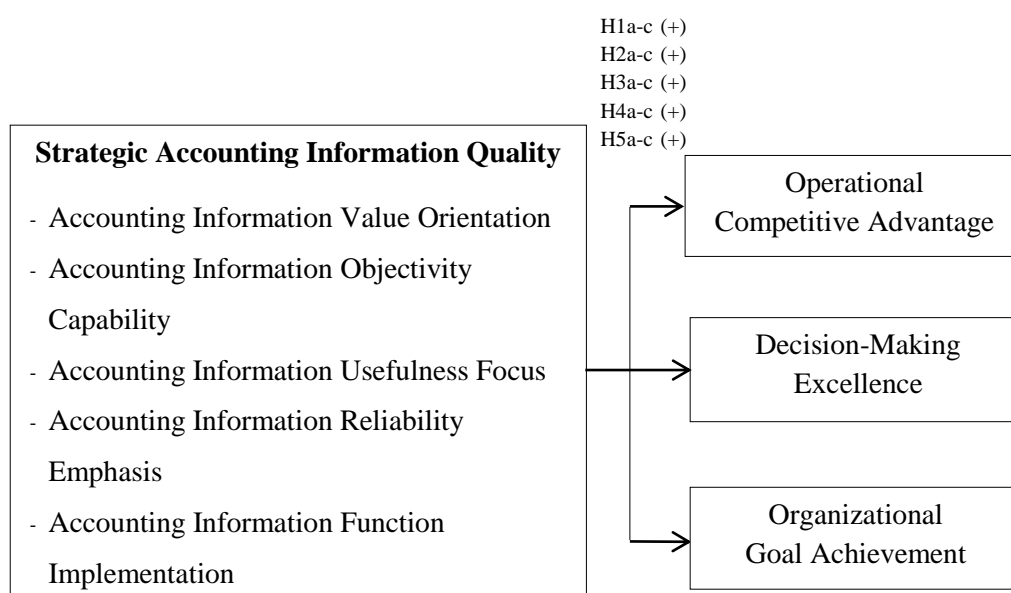 H1a-c (+)
H2a-c (+)
H3a-c (+)
H4a-c (+)
H5a-c (+)
Strategic Accounting Information Quality
- Accounting Information Value Orientation
- Accounting Information Objectivity
Capability
- Accounting Information Usefulness Focus
- Accounting Information Reliability
Emphasis
- Accounting Information Function
Implementation
Operational
Competitive Advantage
Decision-Making
Excellence
Organizational
Goal Achievement